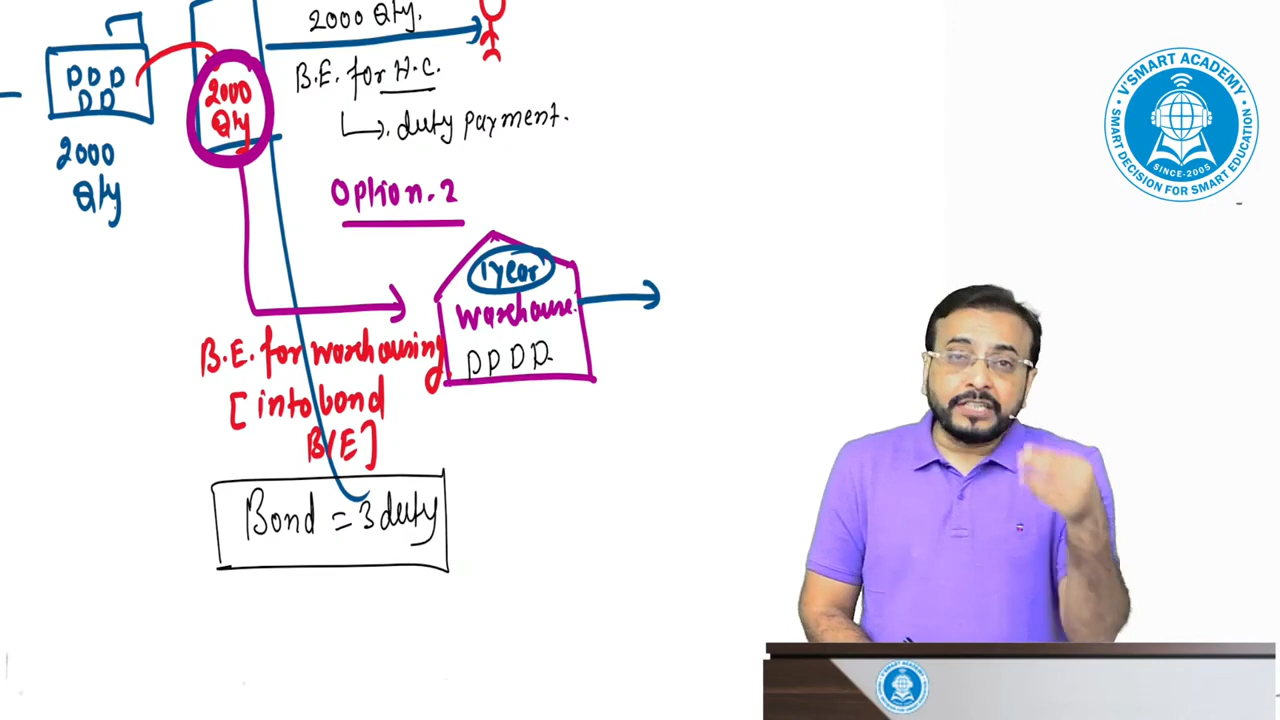 2000 Qty.
B.E. for H.C.
↳ duty payment.
DDD
DD
2000
Qty
2000
Qty
Option.2
1 year
Warehouse.
DDDD
B.E. for warehousing
[into bond
B/E]
Bond = 3 duty
V'SMART ACADEMY
SINCE-2005
SMART DECISION FOR SMART EDUCATION